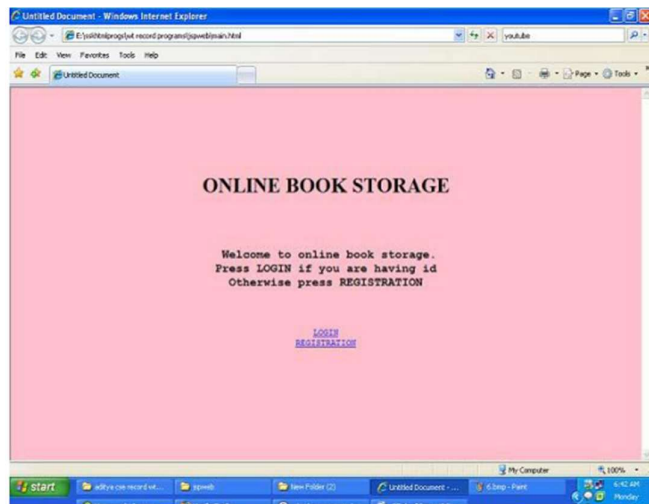 Untitled Document - Windows Internet Explorer
youtube
File Edit View Favorites Tools Help
Untitled Document
Page Tools
ONLINE BOOK STORAGE
Welcome to online book storage.
Press LOGIN if you are having id
Otherwise press REGISTRATION
LOGIN
REGISTRATION
My Computer 100%
start jspweb New Folder (2) Untitled Document - ... 6.bmp - Paint 6:42 AM
Monday